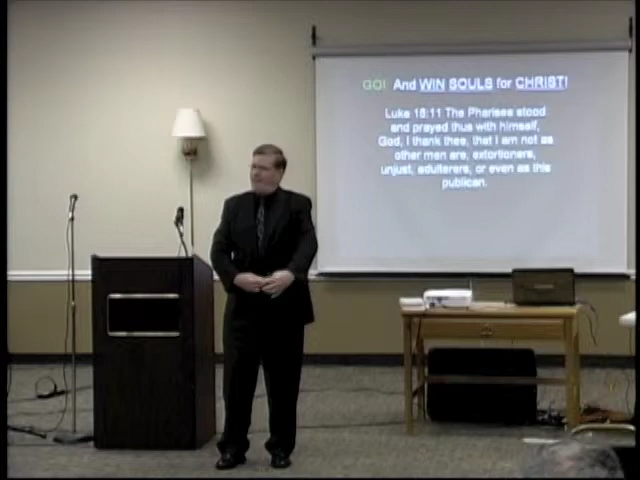 GO! And WIN SOULS for CHRIST!
Luke 18:11 The Pharisee stood
and prayed thus with himself,
God, I thank thee, that I am not as
other men are, extortioners,
unjust, adulterers, or even as this
publican.